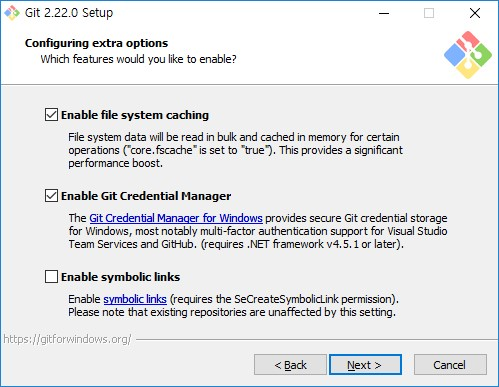 Git 2.22.0 Setup
Configuring extra options
Which features would you like to enable?
Enable file system caching
File system data will be read in bulk and cached in memory for certain
operations ("core.fscache" is set to "true"). This provides a significant
performance boost.
Enable Git Credential Manager
The Git Credential Manager for Windows provides secure Git credential storage
for Windows, most notably multi-factor authentication support for Visual Studio
Team Services and GitHub. (requires .NET framework v4.5.1 or later).
Enable symbolic links
Enable symbolic links (requires the SeCreateSymbolicLink permission).
Please note that existing repositories are unaffected by this setting.
https://gitforwindows.org/
< Back
Next >
Cancel